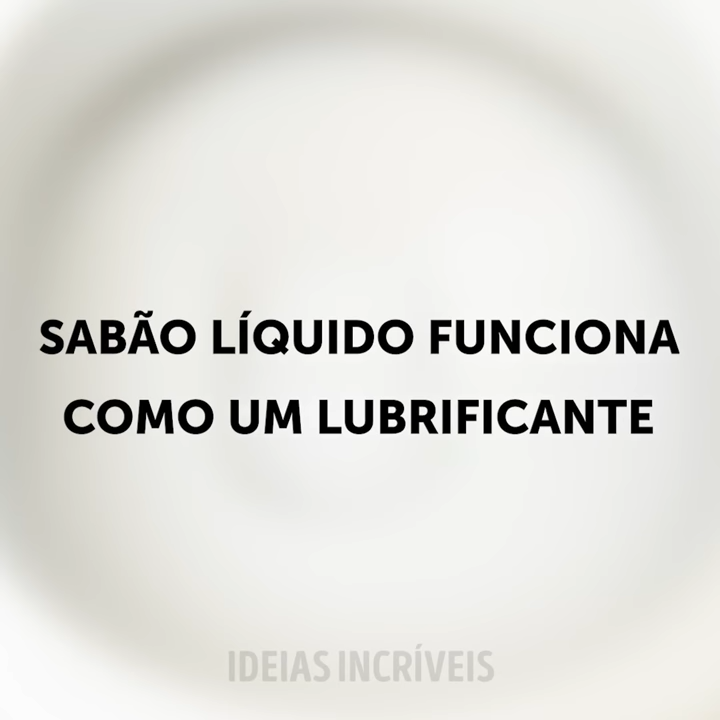 SABÃO LÍQUIDO FUNCIONA
COMO UM LUBRIFICANTE
IDEIAS INCRÍVEIS